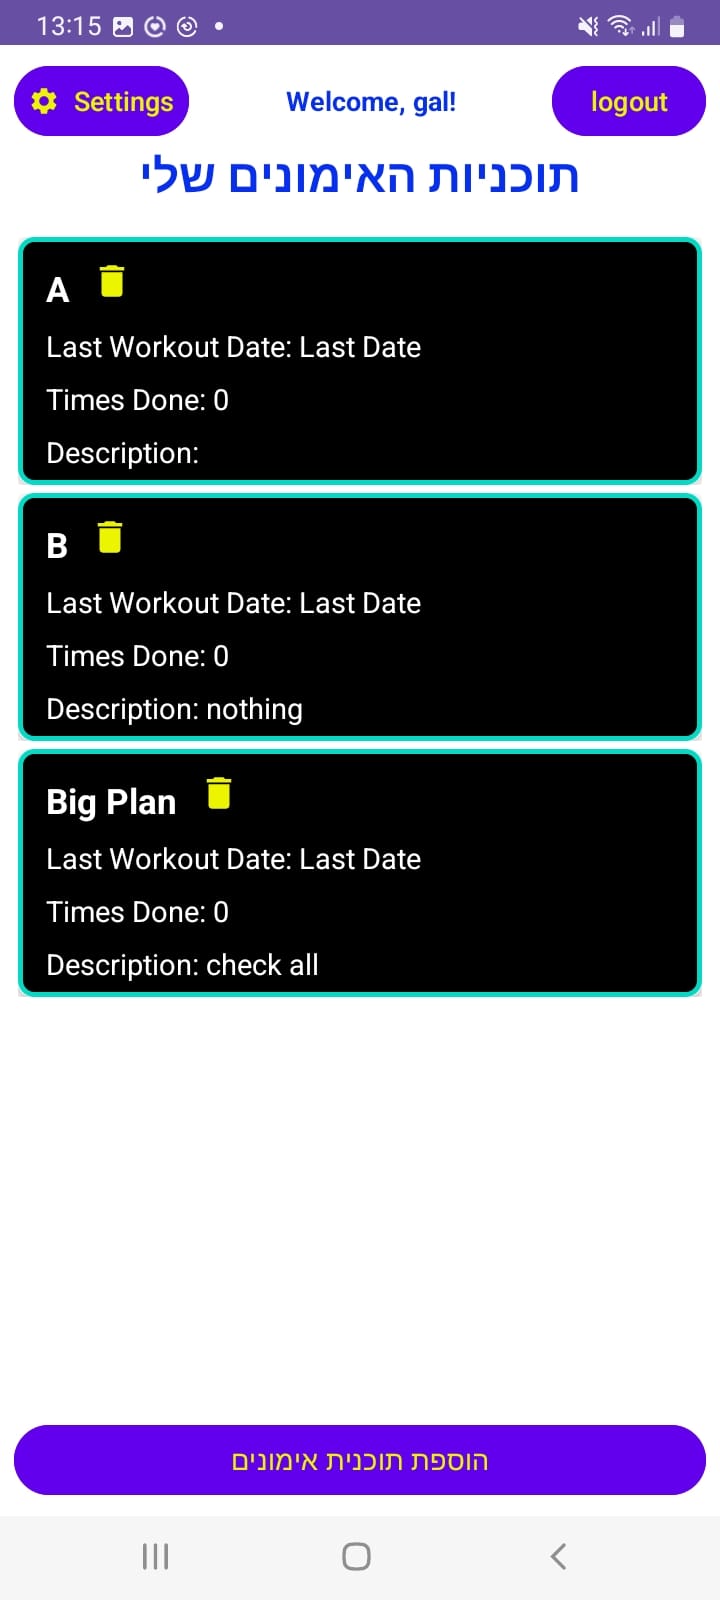 13:15
Settings
Welcome, gal!
logout
תוכניות האימונים שלי
A
Last Workout Date: Last Date
Times Done: 0
Description:
B
Last Workout Date: Last Date
Times Done: 0
Description: nothing
Big Plan
Last Workout Date: Last Date
Times Done: 0
Description: check all
הוספת תוכנית אימונים